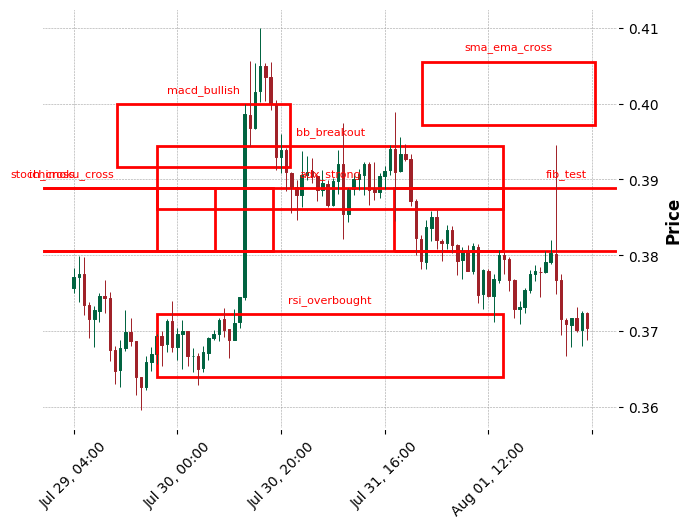 0.41
sma_ema_cross
macd_bullish
0.40
bb_breakout
fib_test
0.39
0.38
rsi_overbought
0.37
0.36
Price
Jul 29, 04:00
Jul 30, 00:00
Jul 30, 20:00
Jul 31, 16:00
Aug 01, 12:00